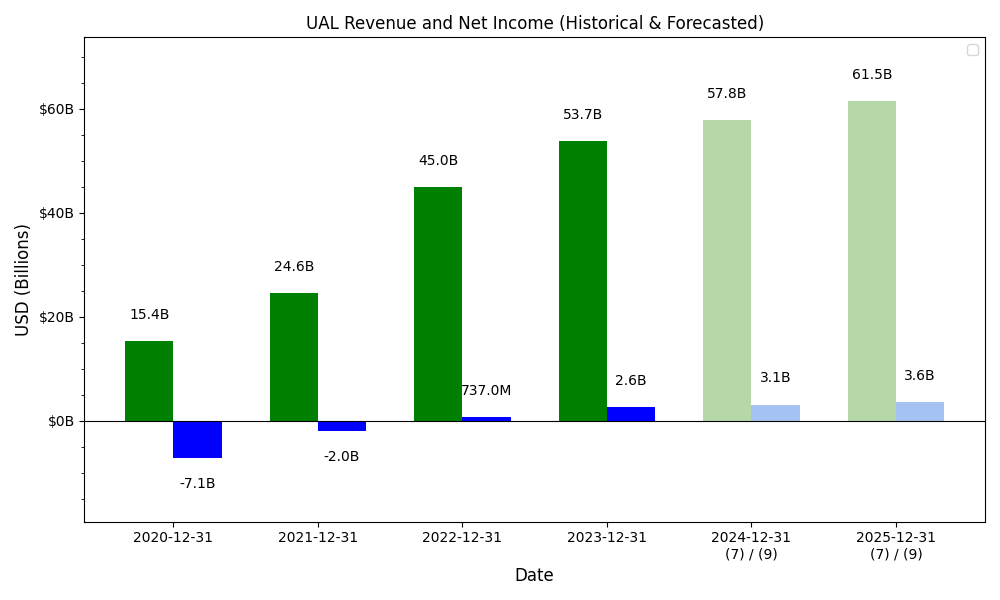 UAL Revenue and Net Income (Historical & Forecasted)
USD (Billions)
$60B
$40B
$20B
$0B
15.4B
-7.1B
24.6B
-2.0B
45.0B
737.0M
53.7B
2.6B
57.8B
3.1B
61.5B
3.6B
2020-12-31
2021-12-31
2022-12-31
2023-12-31
2024-12-31
(7) / (9)
2025-12-31
(7) / (9)
Date